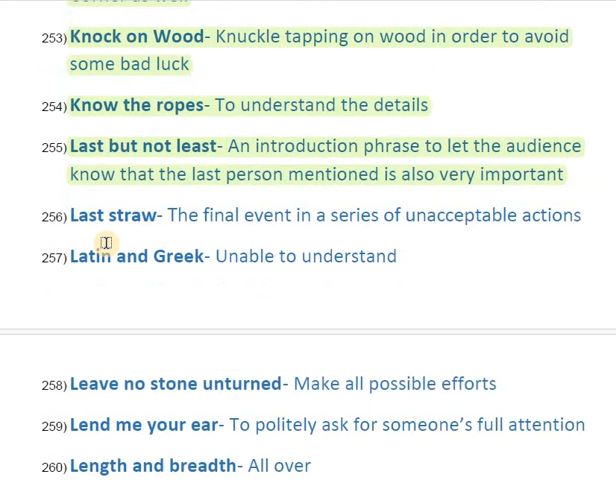 corner as well
253) Knock on Wood- Knuckle tapping on wood in order to avoid
some bad luck
254) Know the ropes- To understand the details
255) Last but not least- An introduction phrase to let the audience
know that the last person mentioned is also very important
256) Last straw- The final event in a series of unacceptable actions
257) Latin and Greek- Unable to understand
258) Leave no stone unturned- Make all possible efforts
259) Lend me your ear- To politely ask for someone’s full attention
260) Length and breadth- All over